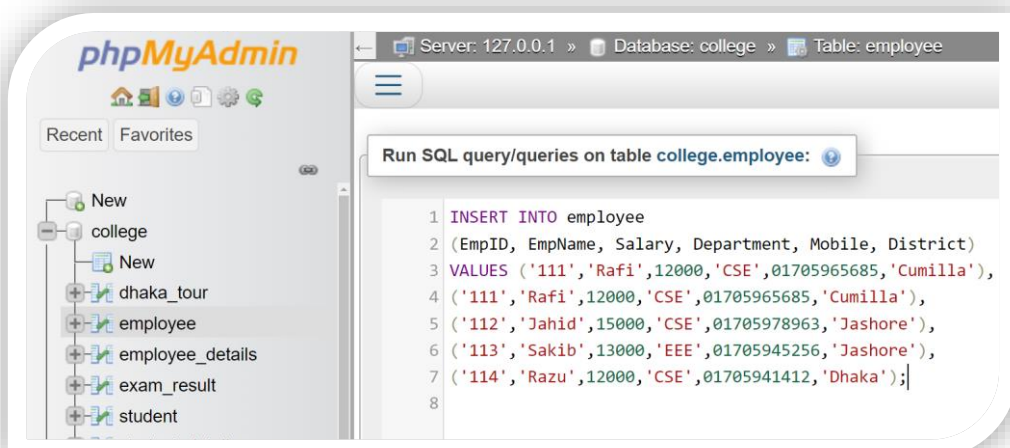 phpMyAdmin
Server: 127.0.0.1 » Database: college » Table: employee
Recent Favorites
Run SQL query/queries on table college.employee:
New
college
New
dhaka_tour
employee
employee_details
exam_result
student
1 INSERT INTO employee
2 (EmpID, EmpName, Salary, Department, Mobile, District)
3 VALUES ('111','Rafi',12000,'CSE',01705965685,'Cumilla'),
4 ('111','Rafi',12000,'CSE',01705965685,'Cumilla'),
5 ('112','Jahid',15000,'CSE',01705978963,'Jashore'),
6 ('113','Sakib',13000,'EEE',01705945256,'Jashore'),
7 ('114','Razu',12000,'CSE',01705941412,'Dhaka');
8